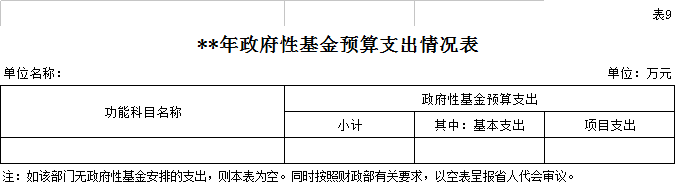 表9
**年政府性基金预算支出情况表
单位名称： 单位：万元
功能科目名称 政府性基金预算支出
小计 其中：基本支出 项目支出
注：如该部门无政府性基金安排的支出，则本表为空。同时按照财政部有关要求，以空表呈报省人代会审议。